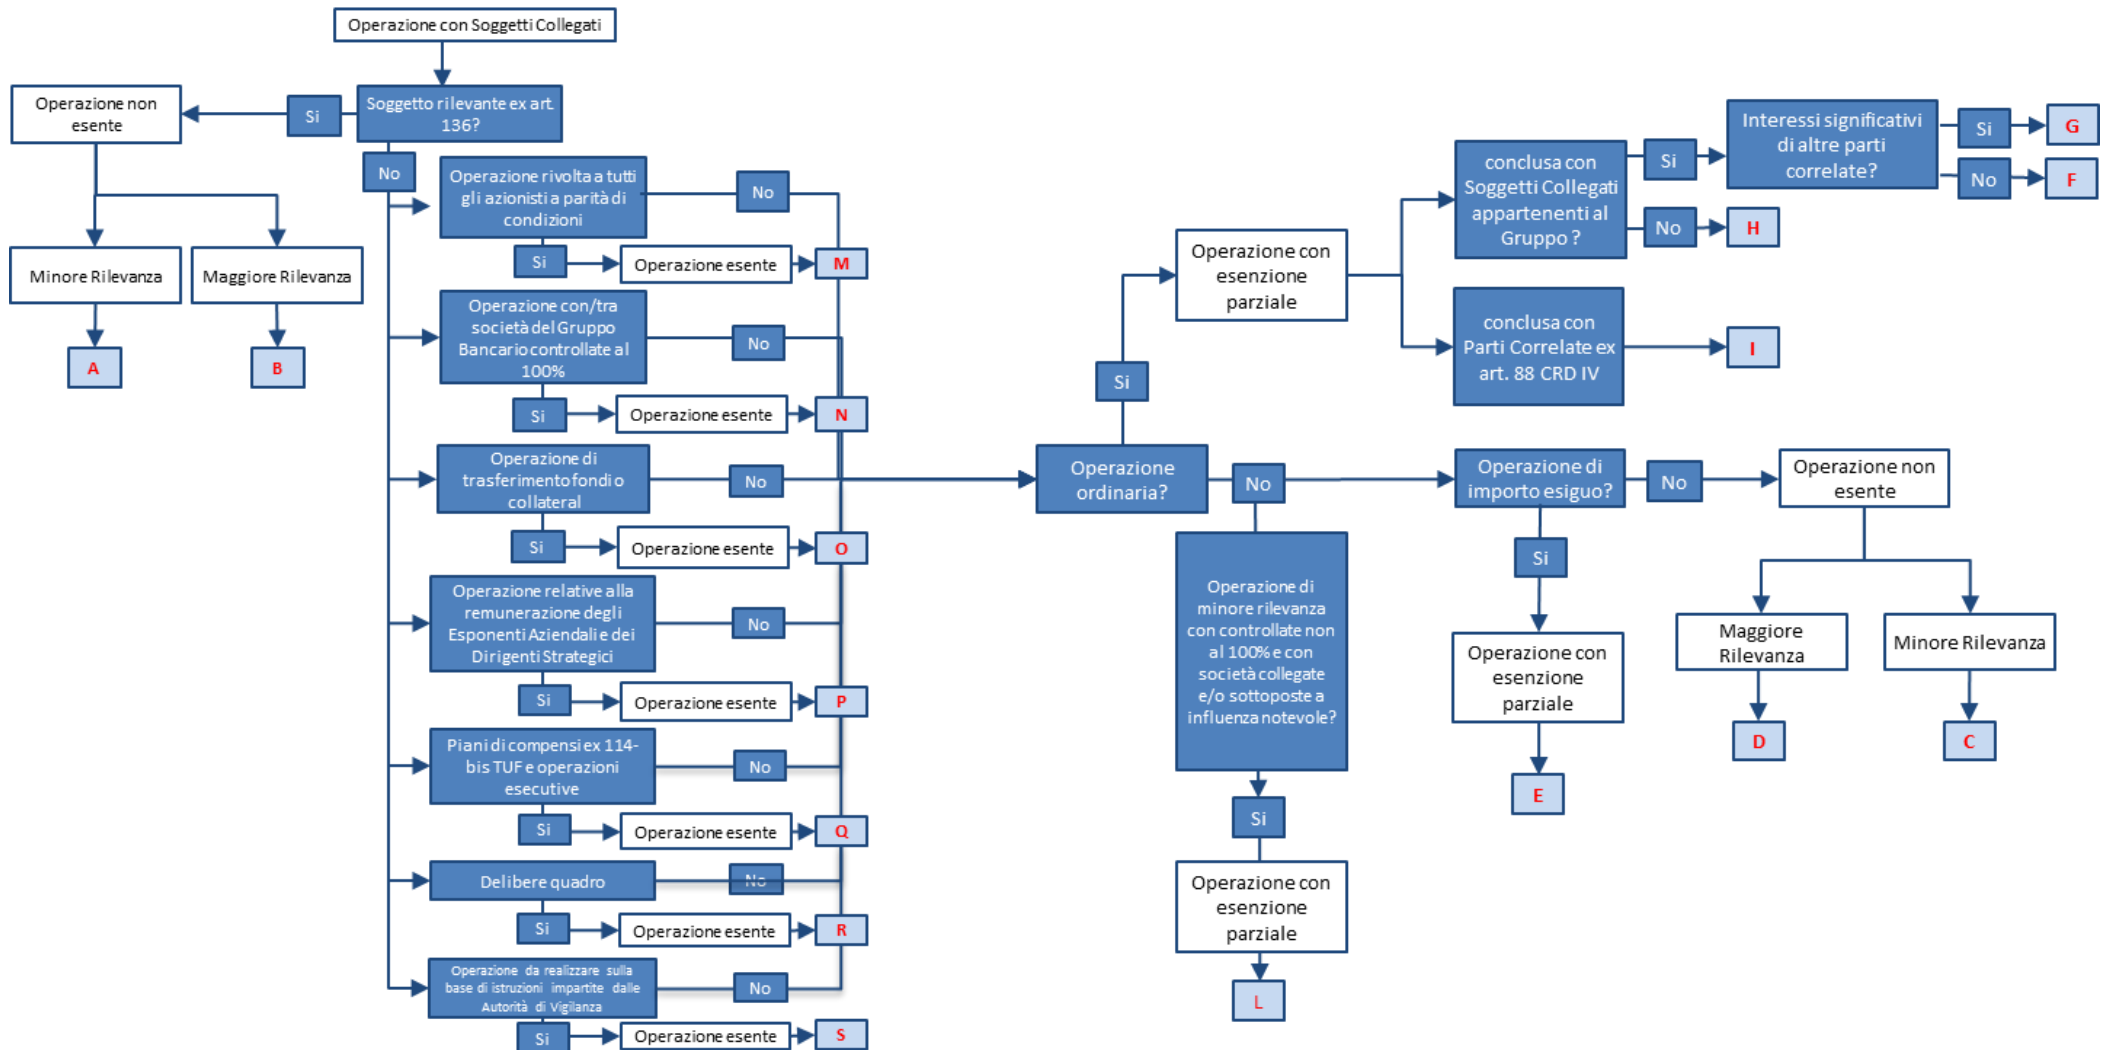 Operazione con Soggetti Collegati
Operazione non
esente
Si
Soggetto rilevante ex art.
136?
No
Minore Rilevanza
Maggiore Rilevanza
A
B
Operazione rivolta a tutti
gli azionisti a parità di
condizioni
No
Si
Operazione esente
M
Operazione con/tra
società del Gruppo
Bancario controllate al
100%
No
Si
Operazione esente
N
Operazione di
trasferimento fondi o
collateral
No
Si
Operazione esente
O
Operazione relative alla
remunerazione degli
Esponenti Aziendali e dei
Dirigenti Strategici
No
Si
Operazione esente
P
Piani di compensi ex 114-
bis TUF e operazioni
esecutive
No
Si
Operazione esente
Q
Delibere quadro
No
Si
Operazione esente
R
Operazione da realizzare sulla
base di istruzioni impartite dalle
Autorità di Vigilanza
No
Si
Operazione esente
S
Operazione
ordinaria?
Si
Operazione con
esenzione
parziale
conclusa con
Soggetti Collegati
appartenenti al
Gruppo ?
Si
Interessi significativi
di altre parti
correlate?
Si
G
No
F
No
H
conclusa con
Parti Correlate ex
art. 88 CRD IV
I
No
Operazione di
minore rilevanza
con controllate non
al 100% e con
società collegate
e/o sottoposte a
influenza notevole?
Si
Operazione con
esenzione
parziale
L
Operazione di
importo esiguo?
Si
Operazione con
esenzione
parziale
E
No
Operazione non
esente
Maggiore
Rilevanza
D
Minore Rilevanza
C